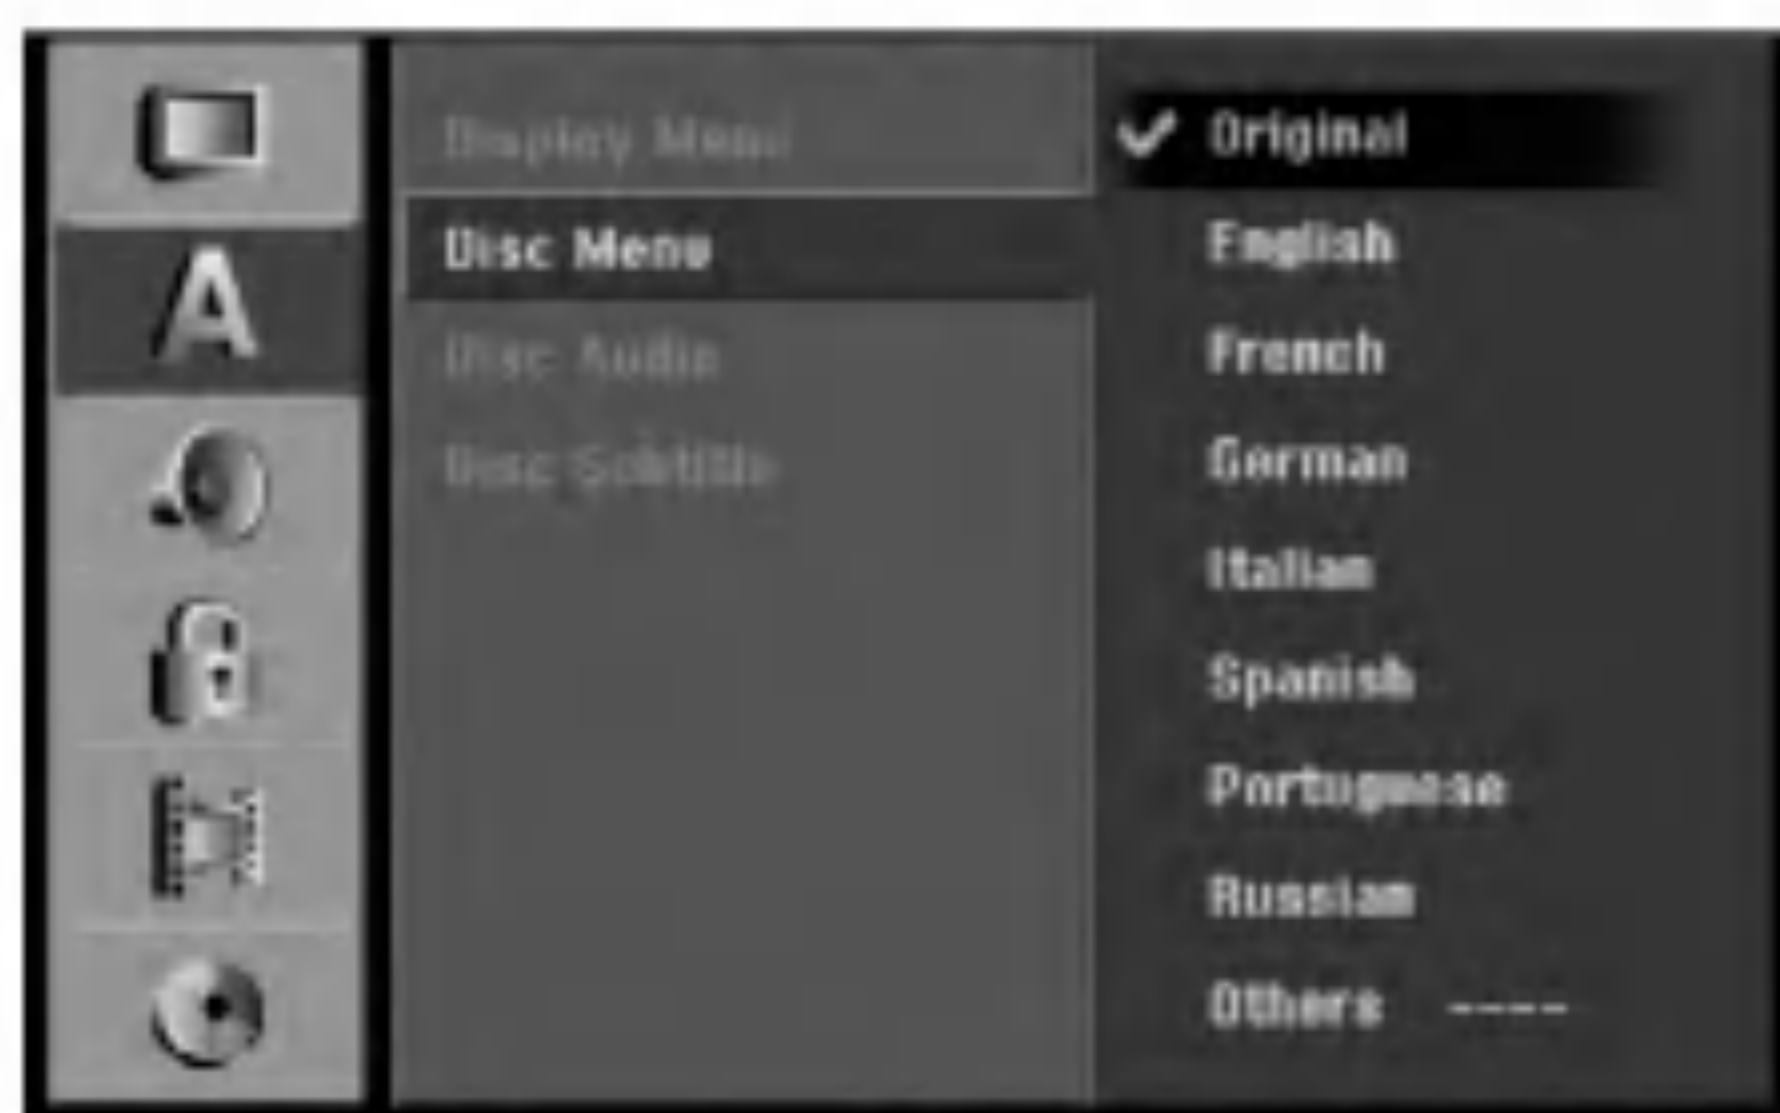 A
Display Menu
Disc Menu
Disc Audio
Disc Subtitle
Original
English
French
German
Italian
Spanish
Portuguese
Russian
Others ----